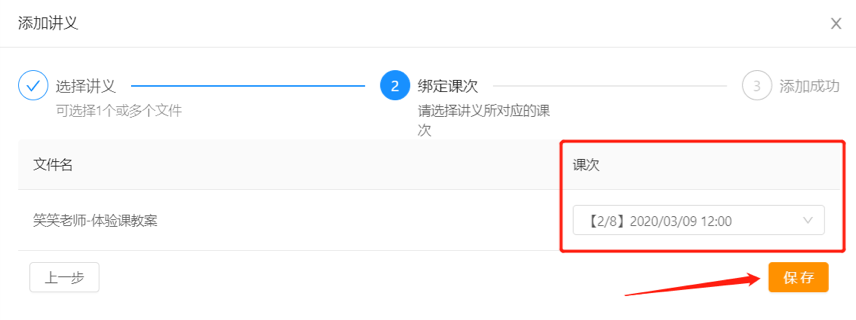 添加讲义
选择讲义
可选择1个或多个文件
2
绑定课次
请选择讲义所对应的课
次
3
添加成功
文件名
课次
笑笑老师-体验课教案
【2/8】2020/03/09 12:00
上一步
保存